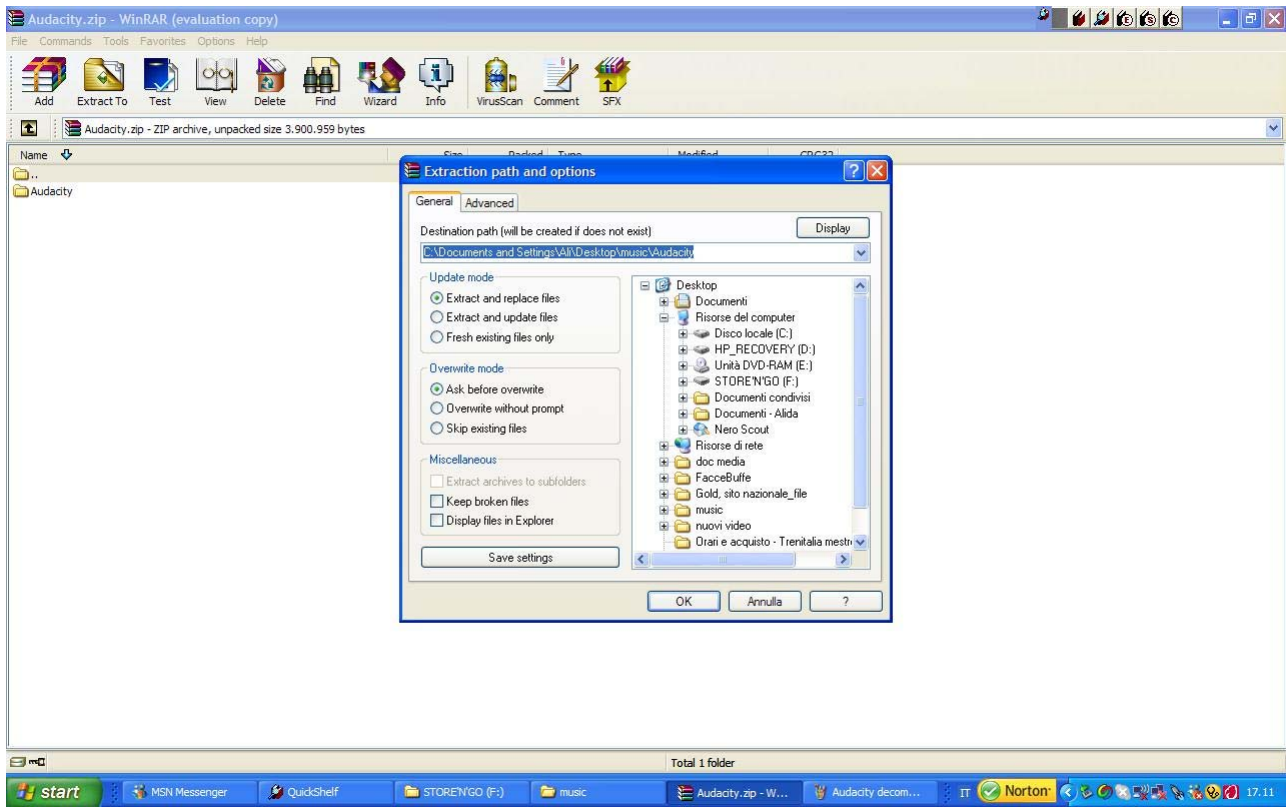 Audacity.zip - WinRAR (evaluation copy)
File Commands Tools Favorites Options Help
Add Extract To Test View Delete Find Wizard Info VirusScan Comment SFX
Audacity.zip - ZIP archive, unpacked size 3.900.959 bytes
Name Size Packed Type Modified CRC32
..
Audacity
Extraction path and options
General Advanced
Destination path (will be created if does not exist)
Display
C:\Documents and Settings\Ali\Desktop\music\Audacity
Update mode
Extract and replace files
Extract and update files
Fresh existing files only
Overwrite mode
Ask before overwrite
Overwrite without prompt
Skip existing files
Miscellaneous
Extract archives to subfolders
Keep broken files
Display files in Explorer
Save settings
Desktop
Documenti
Risorse del computer
Disco locale (C:)
HP_RECOVERY (D:)
Unità DVD-RAM (E:)
STORE'N'GO (F:)
Documenti condivisi
Documenti - Alida
Nero Scout
Risorse di rete
doc media
FacceBuffe
Gold, sito nazionale_file
music
nuovi video
Orari e acquisto - Trenitalia mestr
OK Annulla ?
Total 1 folder
start MSN Messenger QuickShelf STORE'N'GO (F:) music Audacity.zip - W... Audacity decom... IT Norton 17.11